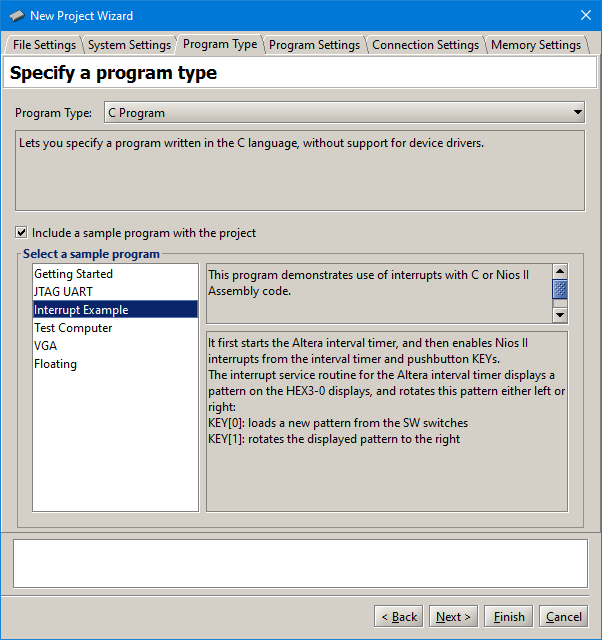 New Project Wizard
File Settings System Settings Program Type Program Settings Connection Settings Memory Settings
Specify a program type
Program Type: C Program
Lets you specify a program written in the C language, without support for device drivers.
Include a sample program with the project
Select a sample program
Getting Started
JTAG UART
Interrupt Example
Test Computer
VGA
Floating
This program demonstrates use of interrupts with C or Nios II
Assembly code.
It first starts the Altera interval timer, and then enables Nios II
interrupts from the interval timer and pushbutton KEYs.
The interrupt service routine for the Altera interval timer displays a
pattern on the HEX3-0 displays, and rotates this pattern either left or
right:
KEY[0]: loads a new pattern from the SW switches
KEY[1]: rotates the displayed pattern to the right
< Back Next > Finish Cancel